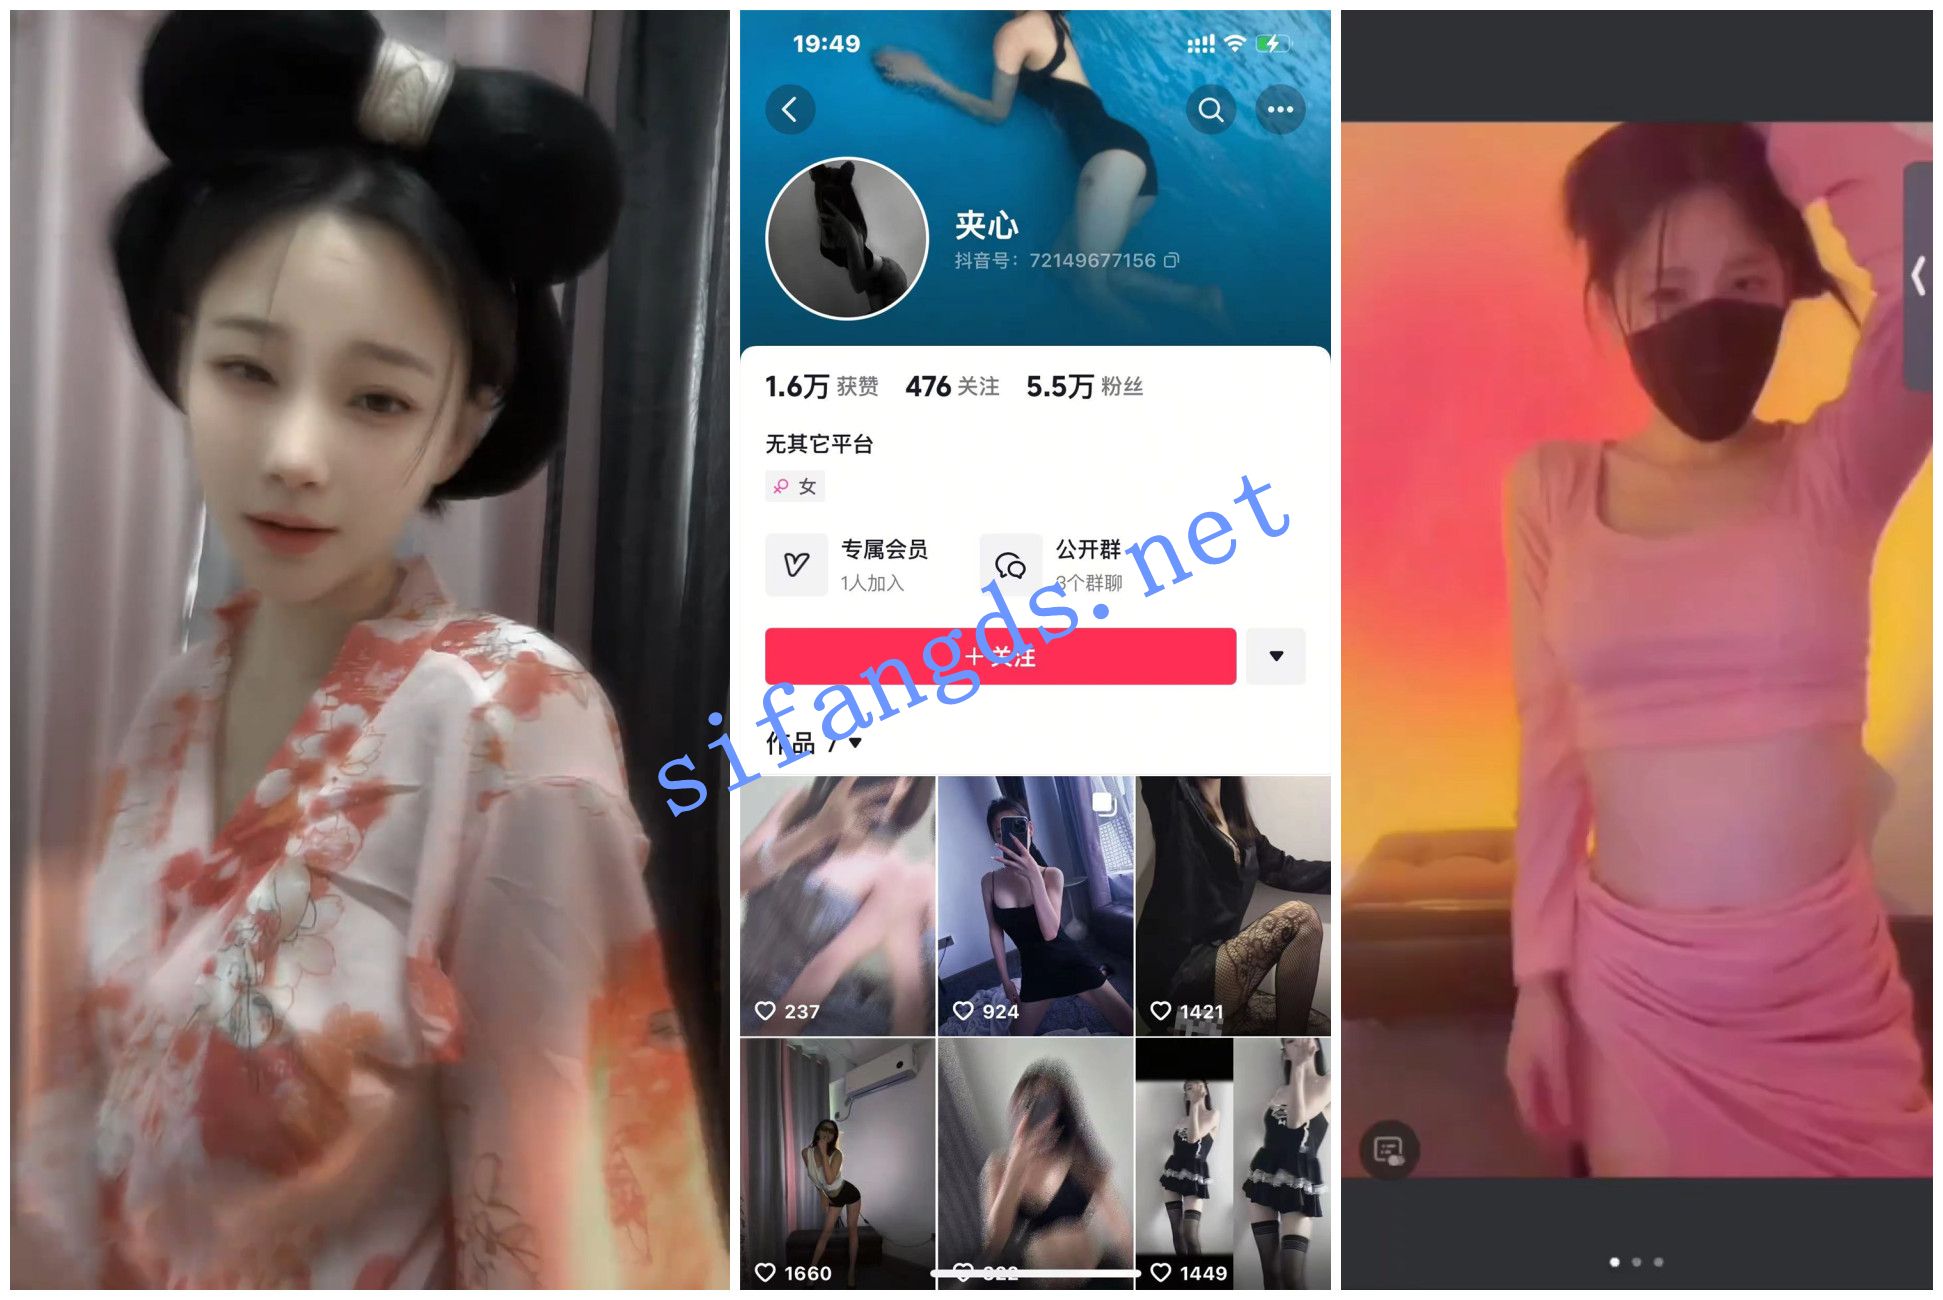 19:49
夹心
抖音号：72149677156
1.6万 获赞 476 关注 5.5万 粉丝
无其它平台
女
专属会员
1人加入
公开群
3个群聊
+ 关注
作品 7
sifangds.net
237
924
1421
1660
922
1449